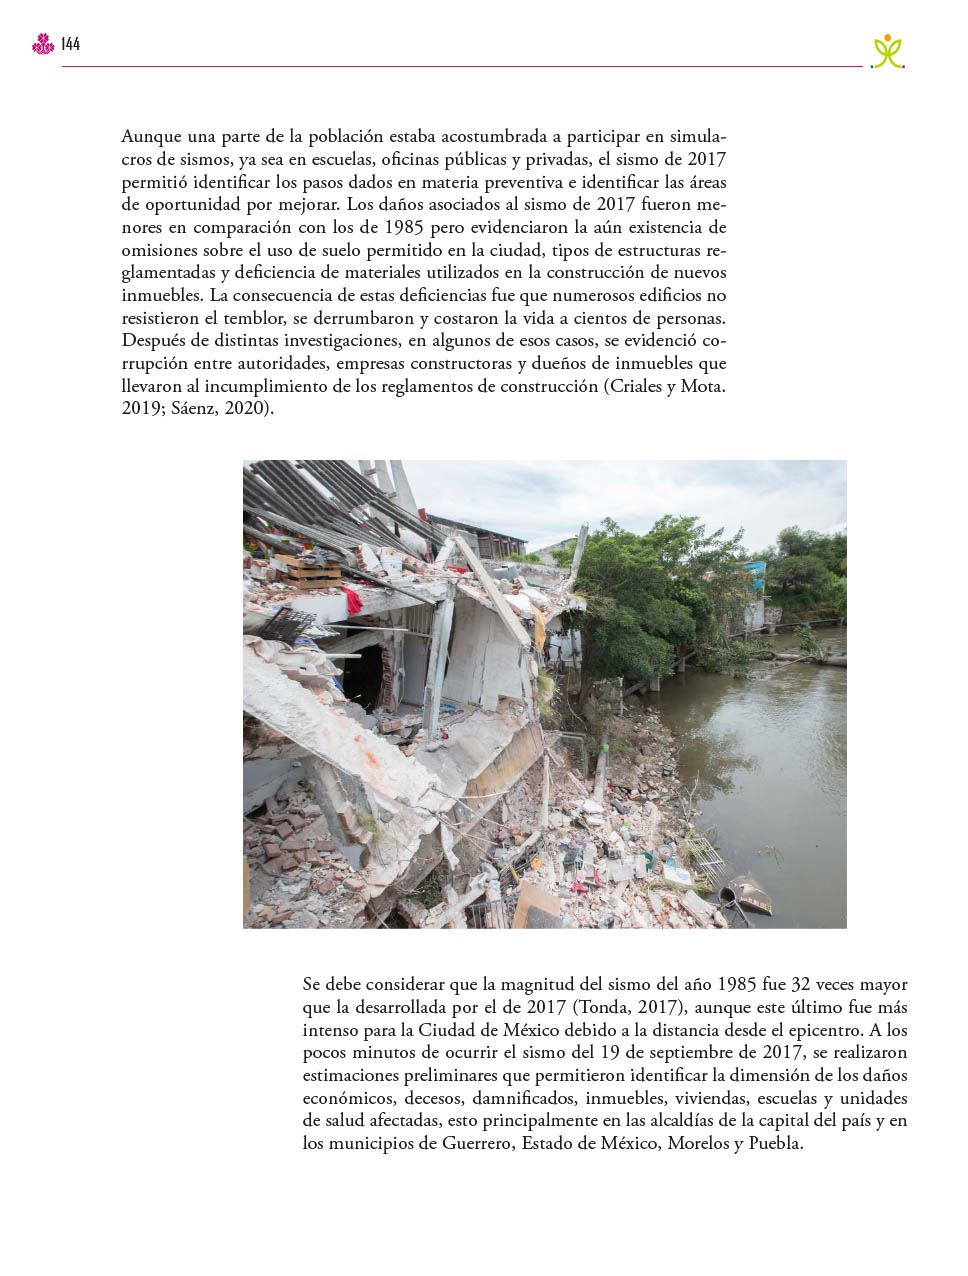 144
Aunque una parte de la población estaba acostumbrada a participar en simula-
cros de sismos, ya sea en escuelas, oficinas públicas y privadas, el sismo de 2017
permitió identificar los pasos dados en materia preventiva e identificar las áreas
de oportunidad por mejorar. Los daños asociados al sismo de 2017 fueron me-
nores en comparación con los de 1985 pero evidenciaron la aún existencia de
omisiones sobre el uso de suelo permitido en la ciudad, tipos de estructuras re-
glamentadas y deficiencia de materiales utilizados en la construcción de nuevos
inmuebles. La consecuencia de estas deficiencias fue que numerosos edificios no
resistieron el temblor, se derrumbaron y costaron la vida a cientos de personas.
Después de distintas investigaciones, en algunos de esos casos, se evidenció co-
rrupción entre autoridades, empresas constructoras y dueños de inmuebles que
llevaron al incumplimiento de los reglamentos de construcción (Criales y Mota.
2019; Sáenz, 2020).
Se debe considerar que la magnitud del sismo del año 1985 fue 32 veces mayor
que la desarrollada por el de 2017 (Tonda, 2017), aunque este último fue más
intenso para la Ciudad de México debido a la distancia desde el epicentro. A los
pocos minutos de ocurrir el sismo del 19 de septiembre de 2017, se realizaron
estimaciones preliminares que permitieron identificar la dimensión de los daños
económicos, decesos, damnificados, inmuebles, viviendas, escuelas y unidades
de salud afectadas, esto principalmente en las alcaldías de la capital del país y en
los municipios de Guerrero, Estado de México, Morelos y Puebla.